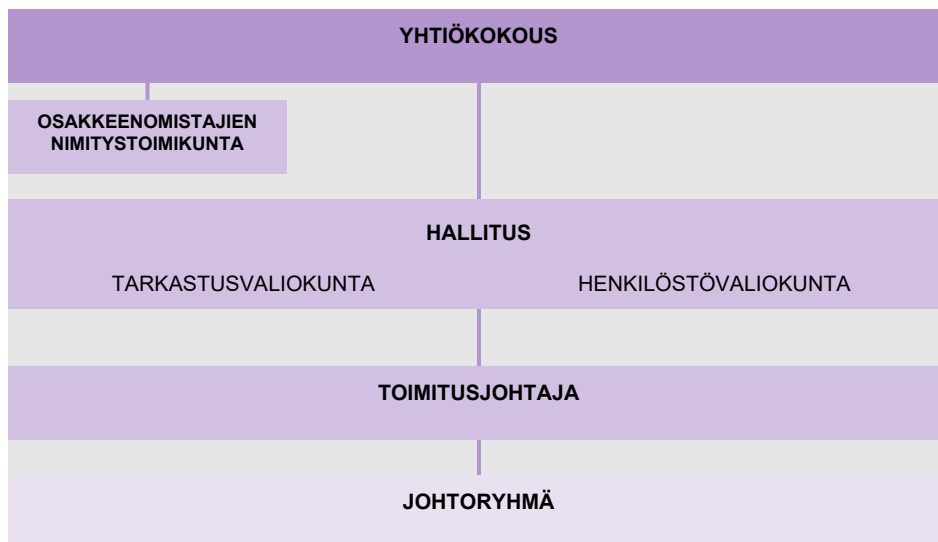 YHTIÖKOKOUS
OSAKKEENOMISTAJIEN
NIMITYSTOIMIKUNTA
HALLITUS
TARKASTUSVALIOKUNTA
HENKILÖSTÖVALIOKUNTA
TOIMITUSJOHTAJA
JOHTORYHMÄ